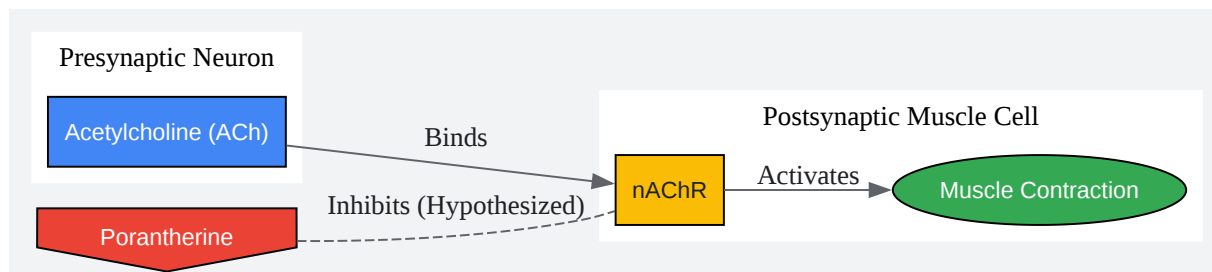 Presynaptic Neuron
Acetylcholine (ACh)
Binds
Postsynaptic Muscle Cell
nAChR
Activates
Muscle Contraction
Inhibits (Hypothesized)
Porantherine